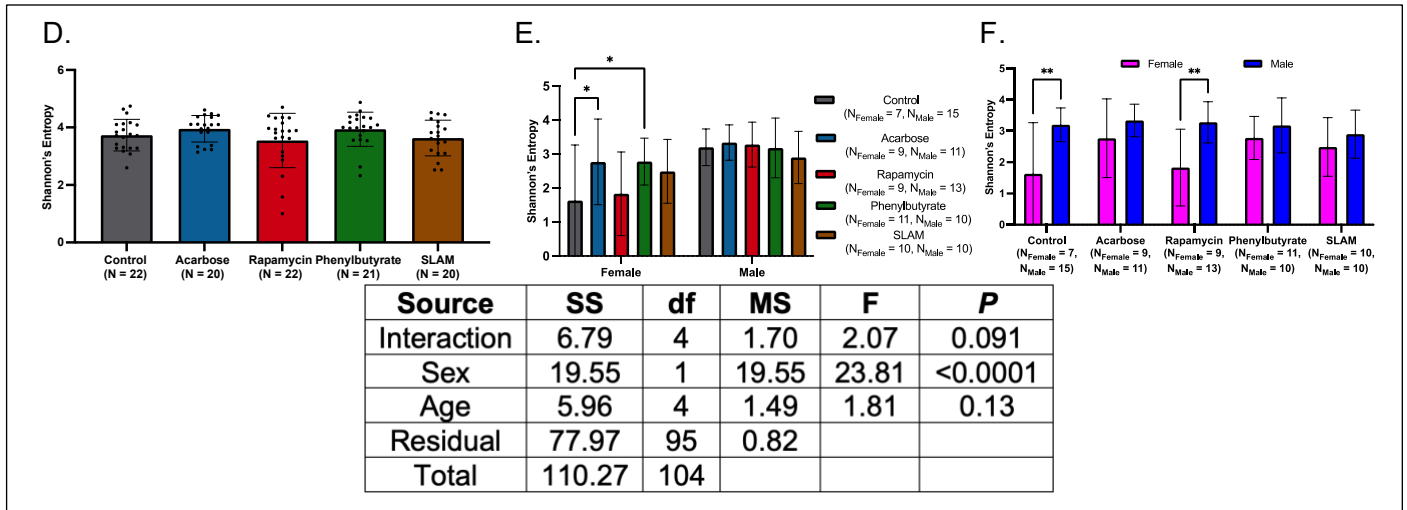 D.
Shannon's Entropy
6
4
2
0
Control
(N = 22)
Acarbose
(N = 20)
Rapamycin
(N = 22)
Phenylbutyrate
(N = 21)
SLAM
(N = 20)
E.
Shannon's Entropy
5
4
3
2
1
0
*
*
Female
Male
Control
(NFemale = 7, NMale = 15
Acarbose
(NFemale = 9, NMale = 11)
Rapamycin
(NFemale = 9, NMale = 13)
Phenylbutyrate
(NFemale = 11, NMale = 10)
SLAM
(NFemale = 10, NMale = 10)
F.
Female
Male
Shannon's Entropy
5
4
3
2
1
0
**
**
Control
(NFemale = 7,
NMale = 15)
Acarbose
(NFemale = 9,
NMale = 11)
Rapamycin
(NFemale = 9,
NMale = 13)
Phenylbutyrate
(NFemale = 11,
NMale = 10)
SLAM
(NFemale = 10,
NMale = 10)
Source SS df MS F P
Interaction 6.79 4 1.70 2.07 0.091
Sex 19.55 1 19.55 23.81 <0.0001
Age 5.96 4 1.49 1.81 0.13
Residual 77.97 95 0.82
Total 110.27 104